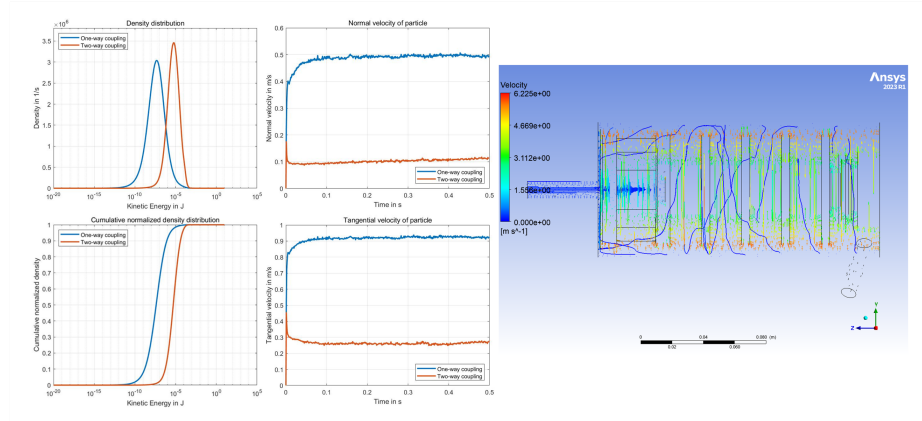 Density distribution
×10⁶
3.5
3
2.5
2
1.5
1
0.5
0
Density in 1/s
One-way coupling
Two-way coupling
10⁻²⁰ 10⁻¹⁵ 10⁻¹⁰ 10⁻⁵ 10⁰ 10⁵
Kinetic Energy in J
Normal velocity of particle
0.6
0.5
0.4
0.3
0.2
0.1
0
Normal velocity in m/s
One-way coupling
Two-way coupling
0 0.1 0.2 0.3 0.4 0.5
Time in s
Cumulative normalized density distribution
1
0.9
0.8
0.7
0.6
0.5
0.4
0.3
0.2
0.1
0
Cumulative normalized density
One-way coupling
Two-way coupling
10⁻²⁰ 10⁻¹⁵ 10⁻¹⁰ 10⁻⁵ 10⁰ 10⁵
Kinetic Energy in J
Tangential velocity of particle
1
0.9
0.8
0.7
0.6
0.5
0.4
0.3
0.2
0.1
0
Tangential velocity in m/s
One-way coupling
Two-way coupling
0 0.1 0.2 0.3 0.4 0.5
Time in s
Velocity
6.225e+00
4.669e+00
3.112e+00
1.556e+00
0.000e+00
[m s^-1]
Ansys
2023 R1
0 0.04 0.080 (m)
0.02 0.060
Y
Z